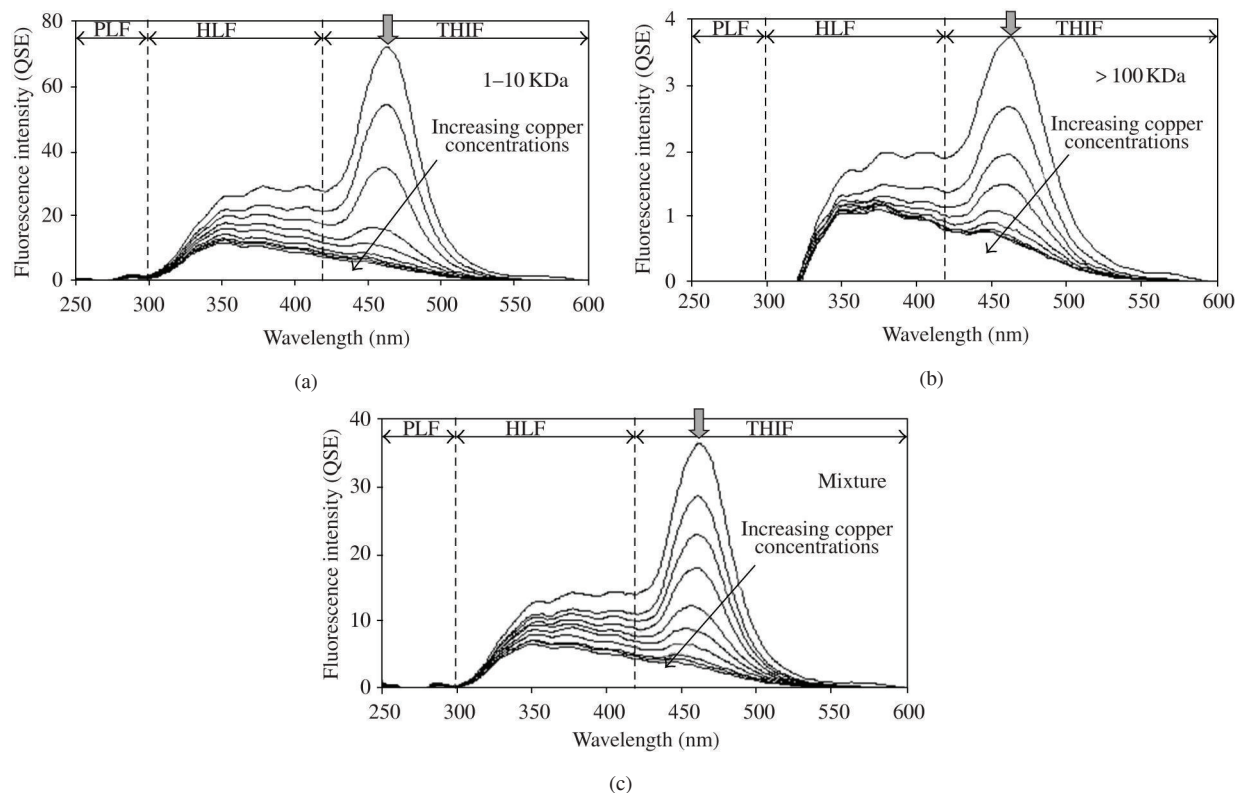 80
60
40
20
0
Fluorescence intensity (QSE)
PLF HLF THIF
1–10 KDa
Increasing copper
concentrations
250 300 350 400 450 500 550 600
Wavelength (nm)
(a)
4
3
2
1
0
Fluorescence intensity (QSE)
PLF HLF THIF
> 100 KDa
Increasing copper
concentrations
250 300 350 400 450 500 550 600
Wavelength (nm)
(b)
40
30
20
10
0
Fluorescence intensity (QSE)
PLF HLF THIF
Mixture
Increasing copper
concentrations
250 300 350 400 450 500 550 600
Wavelength (nm)
(c)